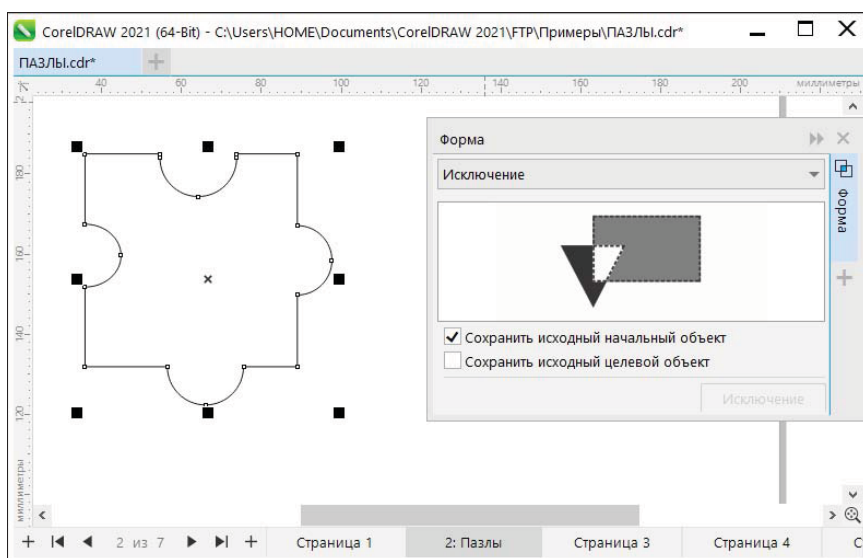 CorelDRAW 2021 (64-Bit) - C:\Users\HOME\Documents\CorelDRAW 2021\FTP\Примеры\ПАЗЛЫ.cdr*
ПАЗЛЫ.cdr*
40 60 80 100 120 140 160 180 200 миллиметры
180
160
140
120
миллиметры
Форма
Исключение
Форма
Сохранить исходный начальный объект
Сохранить исходный целевой объект
Исключение
2 из 7
Страница 1
2: Пазлы
Страница 3
Страница 4
С